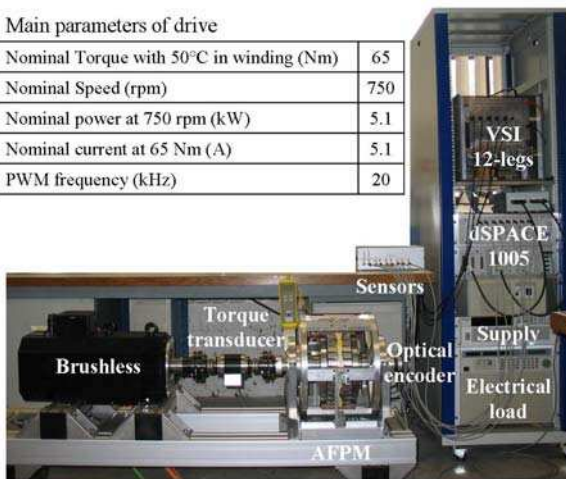 Main parameters of drive
Nominal Torque with 50°C in winding (Nm) 65
Nominal Speed (rpm) 750
Nominal power at 750 rpm (kW) 5.1
Nominal current at 65 Nm (A) 5.1
PWM frequency (kHz) 20
VSI
12-legs
dSPACE
1005
Sensors
Torque
transducer
Brushless
Optical
encoder
Supply
Electrical
load
AFPM